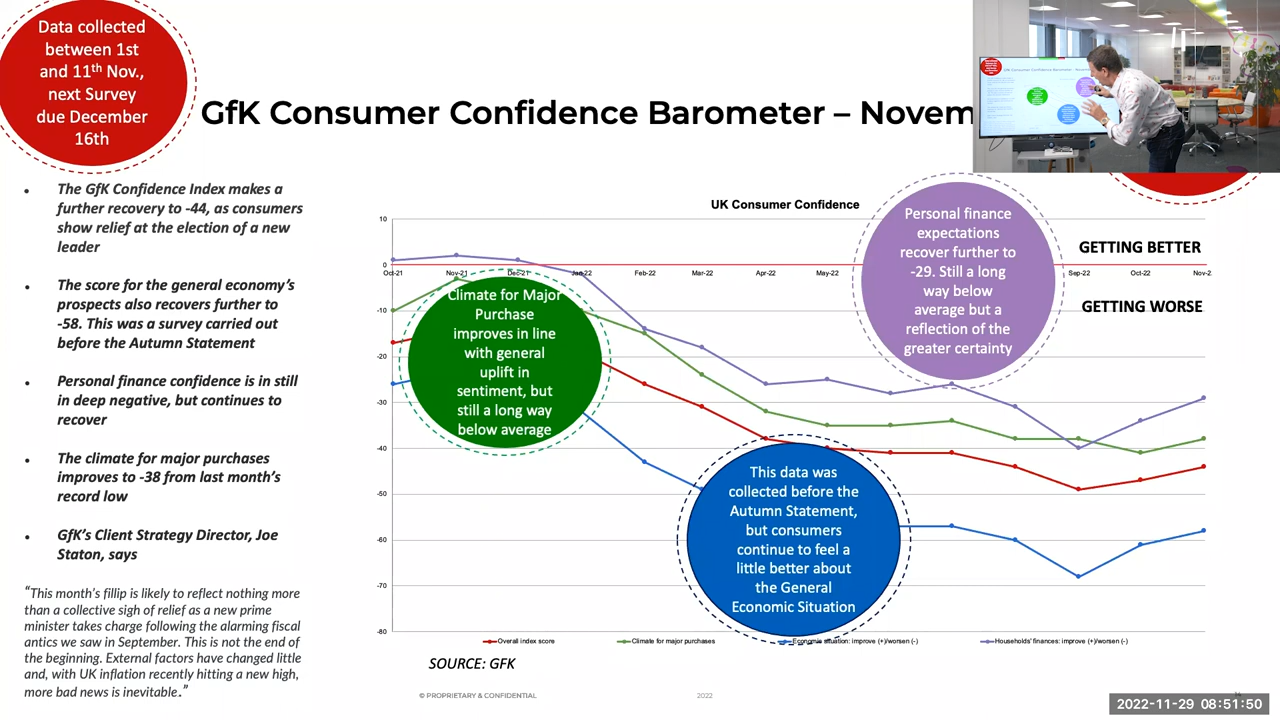 Data collected
between 1st
and 11th Nov.,
next Survey
due December
16th
GfK Consumer Confidence Barometer – Novem
The GfK Confidence Index makes a
further recovery to -44, as consumers
show relief at the election of a new
leader
The score for the general economy's
prospects also recovers further to
-58. This was a survey carried out
before the Autumn Statement
Personal finance confidence is in still
in deep negative, but continues to
recover
The climate for major purchases
improves to -38 from last month's
record low
GfK's Client Strategy Director, Joe
Staton, says
“This month's fillip is likely to reflect nothing more
than a collective sigh of relief as a new prime
minister takes charge following the alarming fiscal
antics we saw in September. This is not the end of
the beginning. External factors have changed little
and, with UK inflation recently hitting a new high,
more bad news is inevitable.”
UK Consumer Confidence
10
0
-10
-20
-30
-40
-50
-60
-70
-80
Oct-21
Nov-21
Dec-21
Jan-22
Feb-22
Mar-22
Apr-22
May-22
Sep-22
Oct-22
Nov-2
GETTING BETTER
GETTING WORSE
Climate for Major
Purchase
improves in line
with general
uplift in
sentiment, but
still a long way
below average
Personal finance
expectations
recover further to
-29. Still a long
way below
average but a
reflection of the
greater certainty
This data was
collected before the
Autumn Statement,
but consumers
continue to feel a
little better about
the General
Economic Situation
Overall index score
Climate for major purchases
Economic situation: improve (+)/worsen (-)
Households' finances: improve (+)/worsen (-)
SOURCE: GFK
© PROPRIETARY & CONFIDENTIAL
2022
2022-11-29 08:51:50